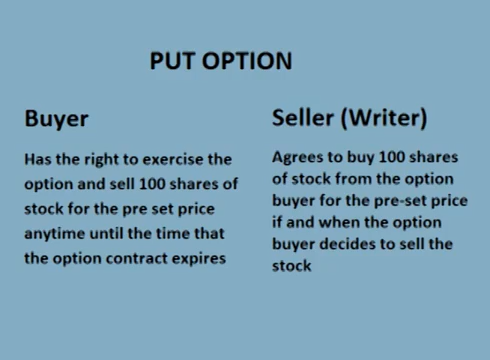 PUT OPTION
Buyer
Has the right to exercise the
option and sell 100 shares of
stock for the pre set price
anytime until the time that
the option contract expires
Seller (Writer)
Agrees to buy 100 shares
of stock from the option
buyer for the pre-set price
if and when the option
buyer decides to sell the
stock